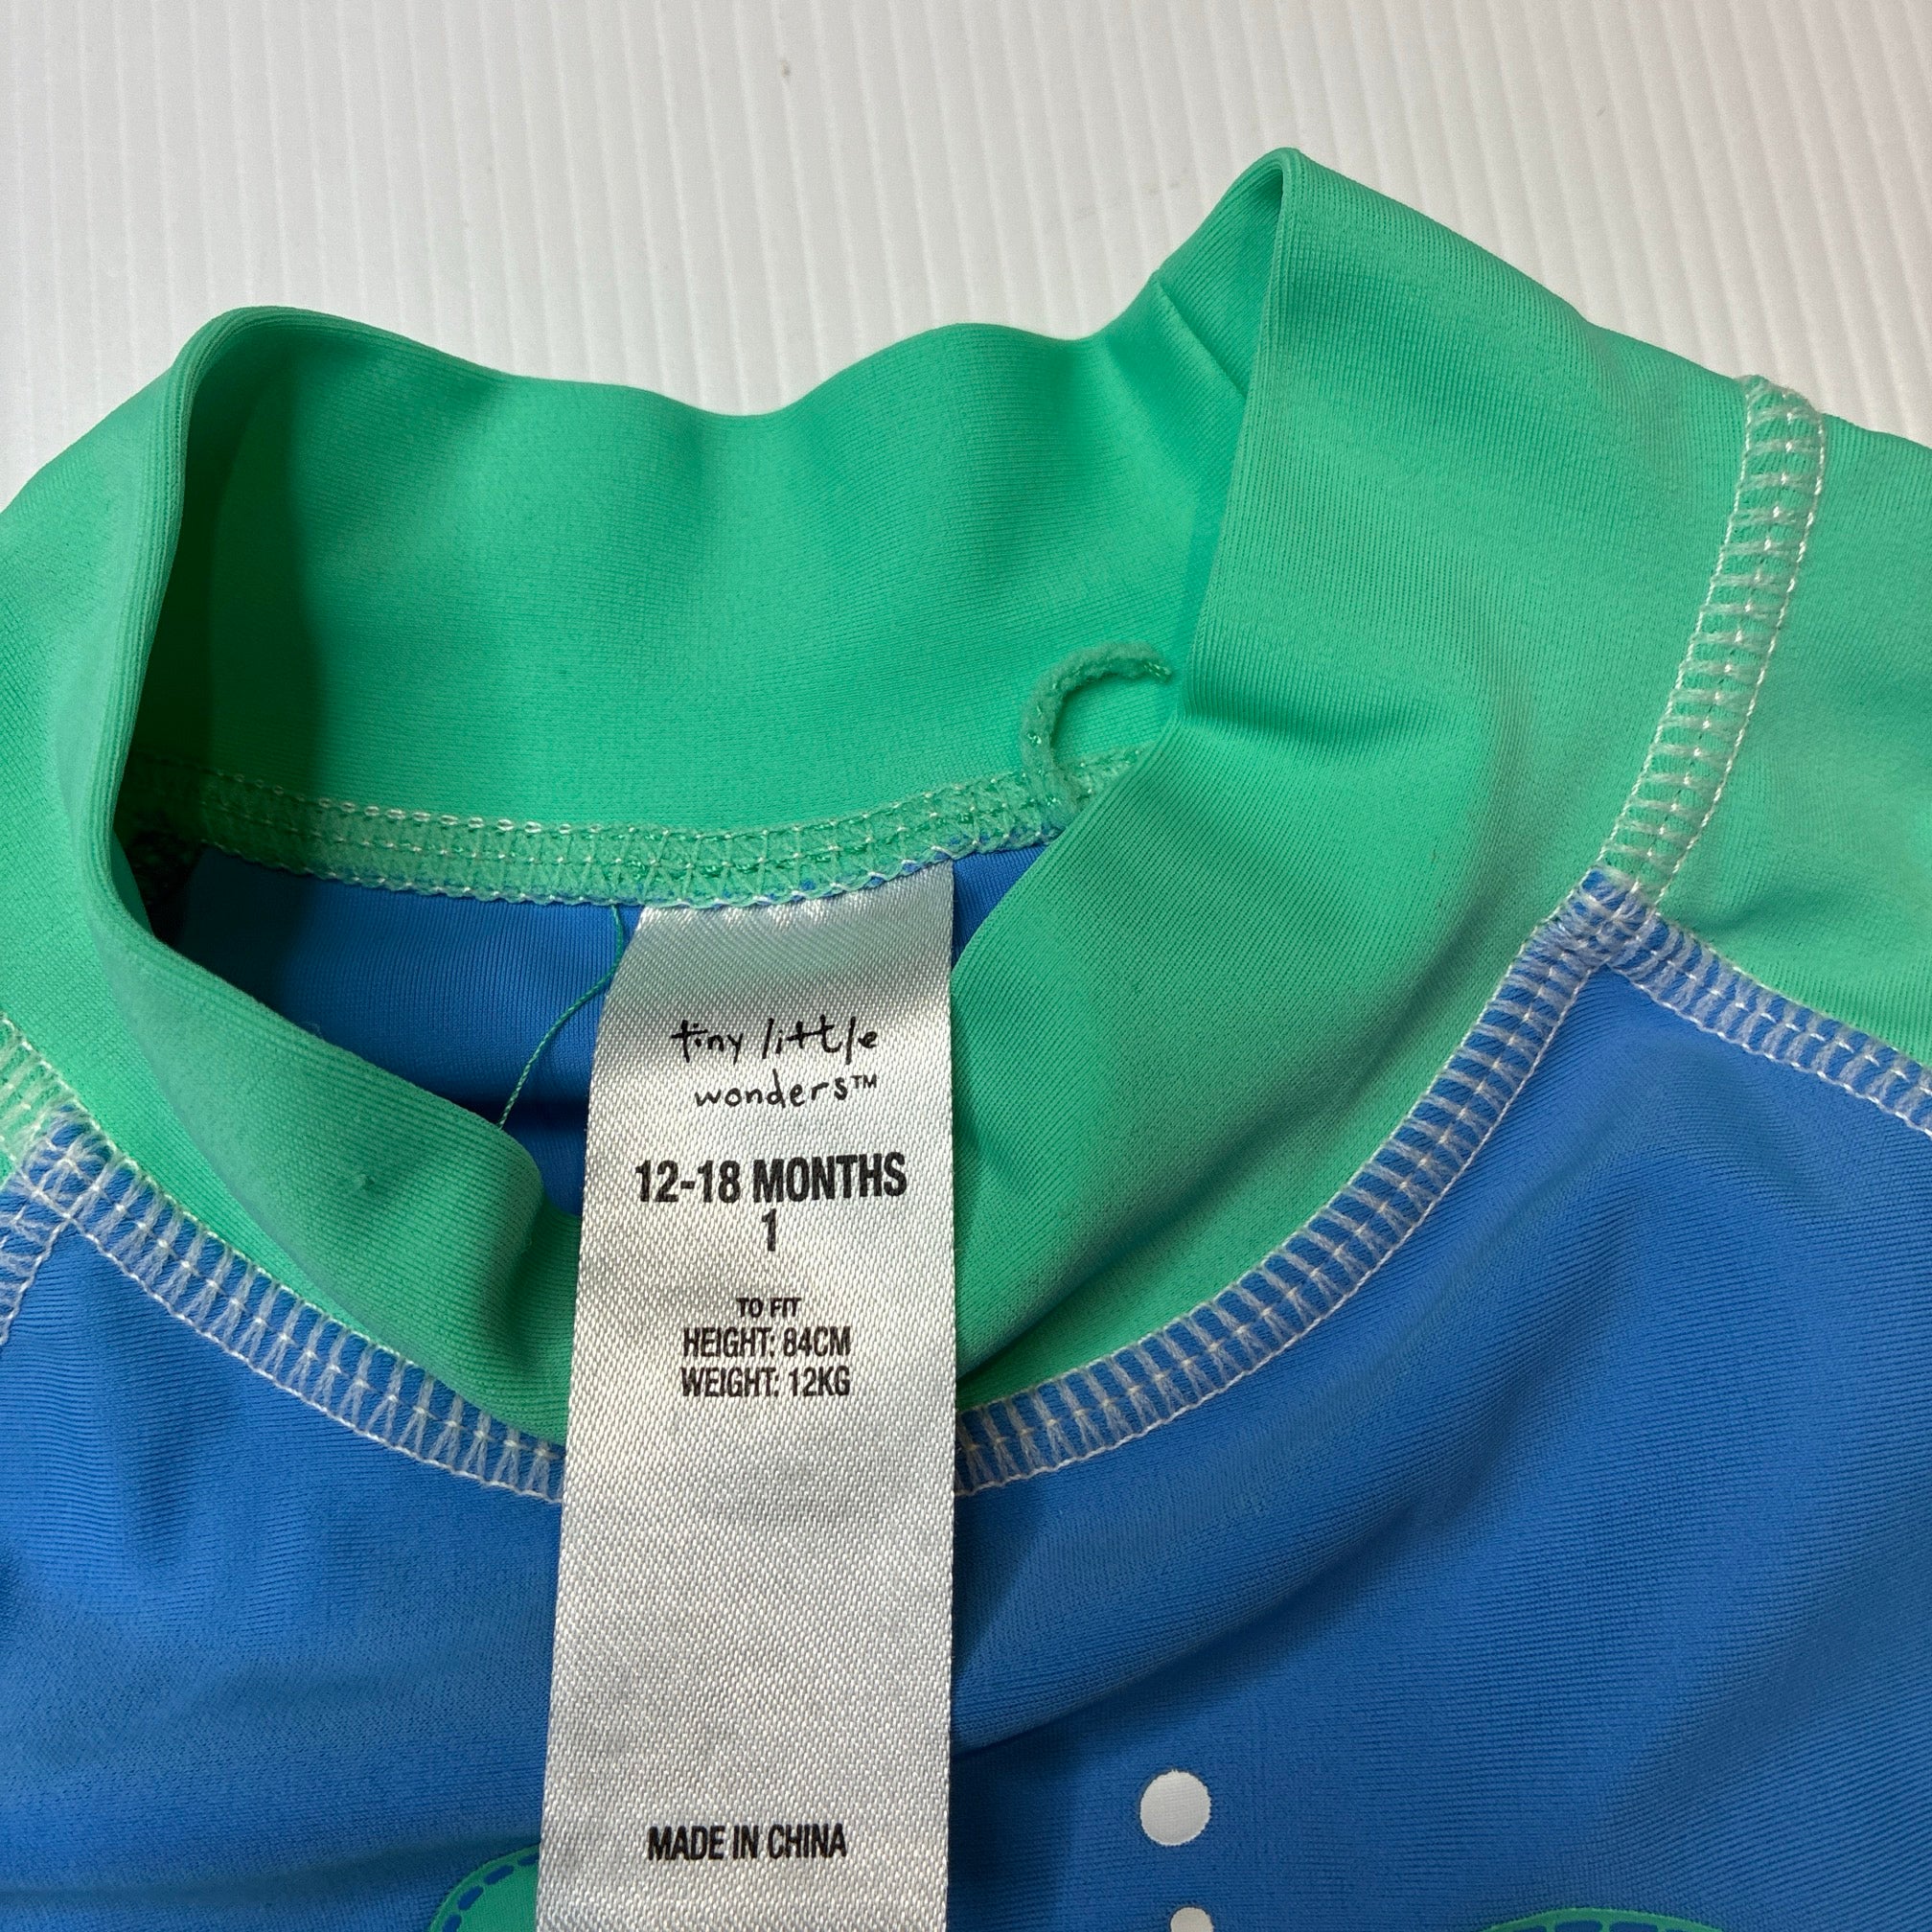 tiny little
wonders™
12-18 MONTHS
1
TO FIT
HEIGHT: 84CM
WEIGHT: 12KG
MADE IN CHINA